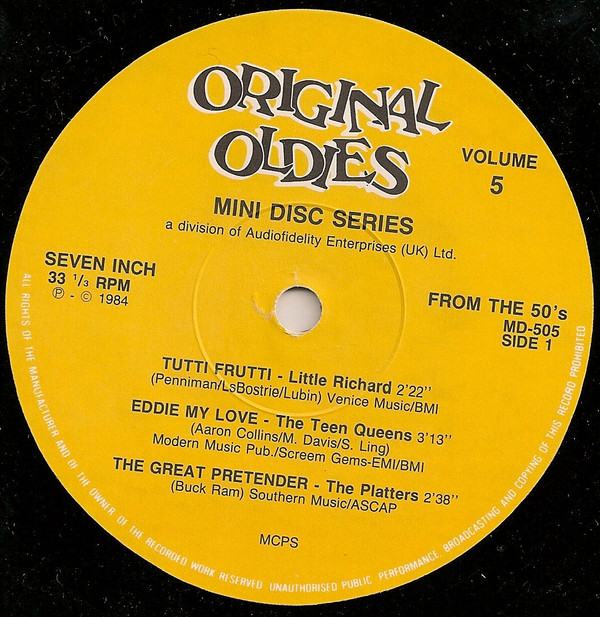 ORIGINAL
OLDIES
VOLUME
5
MINI DISC SERIES
a division of Audiofidelity Enterprises (UK) Ltd.
SEVEN INCH
33 1/3 RPM
℗ - © 1984
FROM THE 50's
MD-505
SIDE 1
TUTTI FRUTTI - Little Richard 2'22"
(Penniman/LsBostrie/Lubin) Venice Music/BMI
EDDIE MY LOVE - The Teen Queens 3'13"
(Aaron Collins/M. Davis/S. Ling)
Modern Music Pub./Screem Gems-EMI/BMI
THE GREAT PRETENDER - The Platters 2'38"
(Buck Ram) Southern Music/ASCAP
MCPS
ALL RIGHTS OF THE MANUFACTURER AND OF THE OWNER OF THE RECORDED WORK RESERVED UNAUTHORISED PUBLIC PERFORMANCE BROADCASTING AND COPYING OF THIS RECORD PROHIBITED